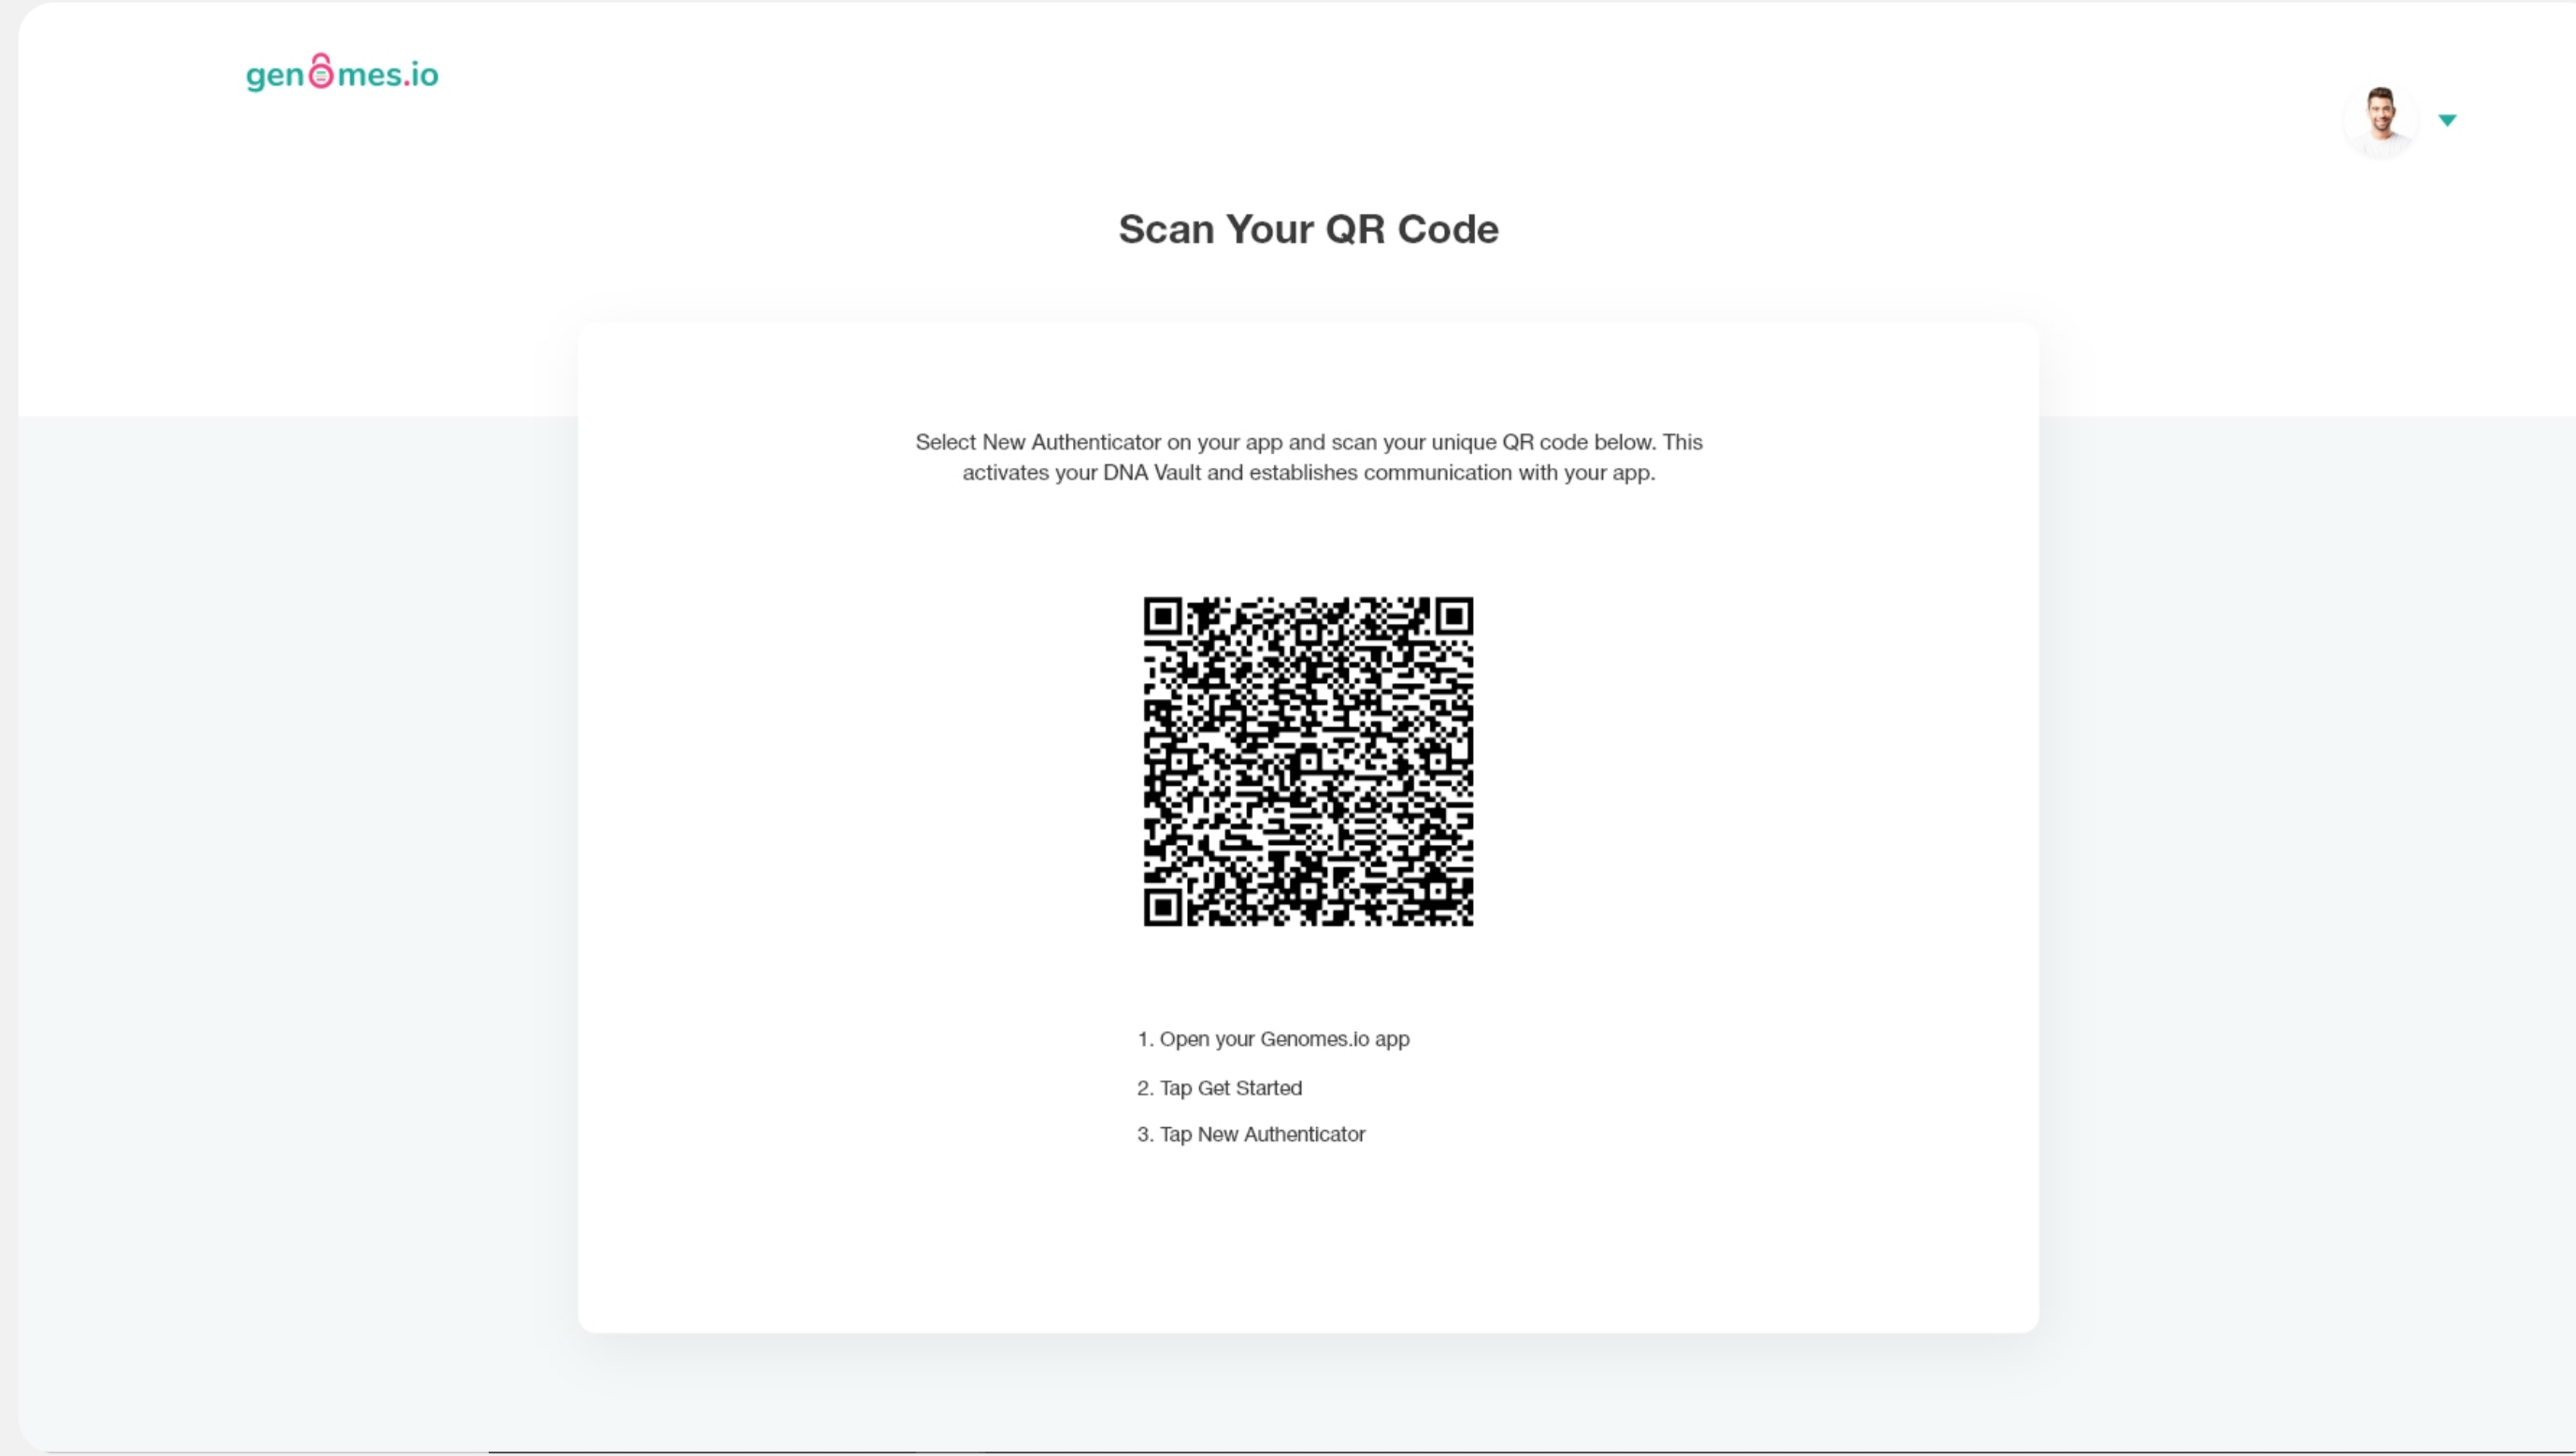 genomes.io
Scan Your QR Code
Select New Authenticator on your app and scan your unique QR code below. This
activates your DNA Vault and establishes communication with your app.
1. Open your Genomes.io app
2. Tap Get Started
3. Tap New Authenticator